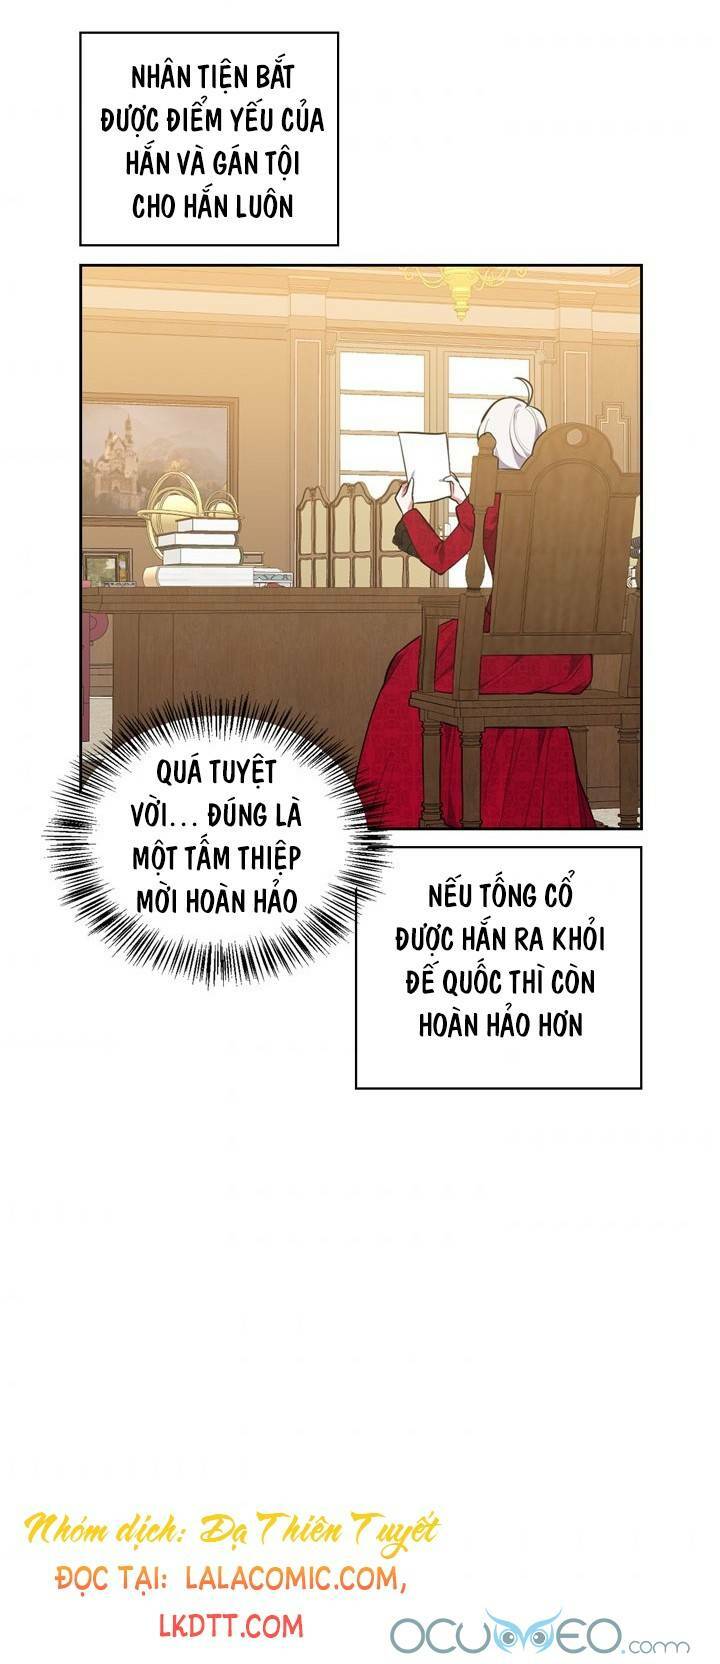 NHÂN TIỆN BẮT
ĐƯỢC ĐIỂM YẾU CỦA
HẮN VÀ GÁN TỘI
CHO HẮN LUÔN
QUÁ TUYỆT
VỜI... ĐÚNG LÀ
MỘT TẤM THIỆP
MỜI HOÀN HẢO
NẾU TỐNG CỔ
ĐƯỢC HẮN RA KHỎI
ĐẾ QUỐC THÌ CÒN
HOÀN HẢO HƠN
Nhóm dịch: Dạ Thiên Tuyết
ĐỌC TẠI: LALACOMIC.COM,
LKDTT.COM
OCUMEO.comm